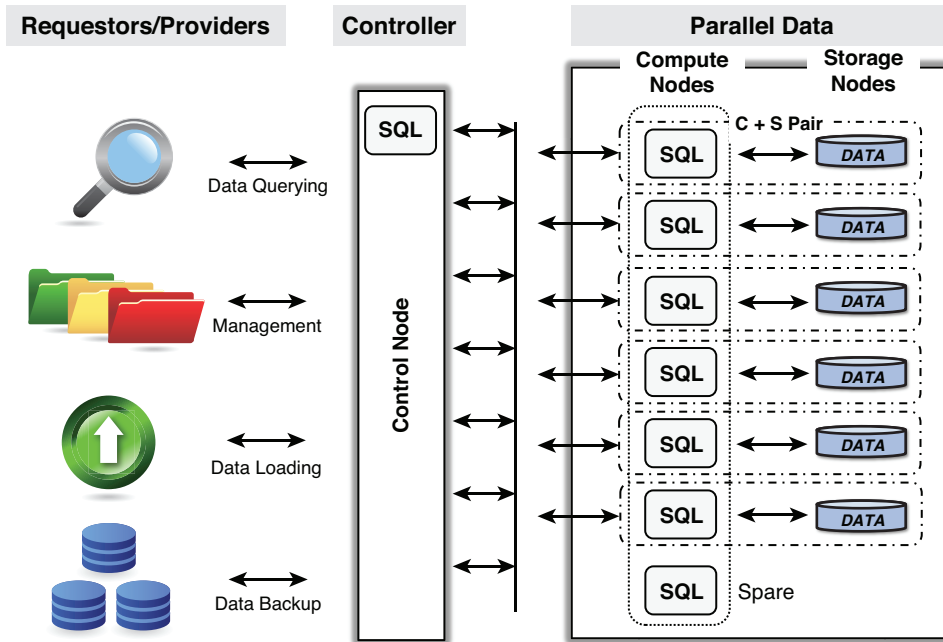 Requestors/Providers
Controller
Parallel Data
Compute
Nodes
Storage
Nodes
SQL
C + S Pair
SQL
DATA
Data Querying
SQL
DATA
Management
SQL
DATA
Control Node
SQL
DATA
Data Loading
SQL
DATA
SQL
DATA
Data Backup
SQL
Spare